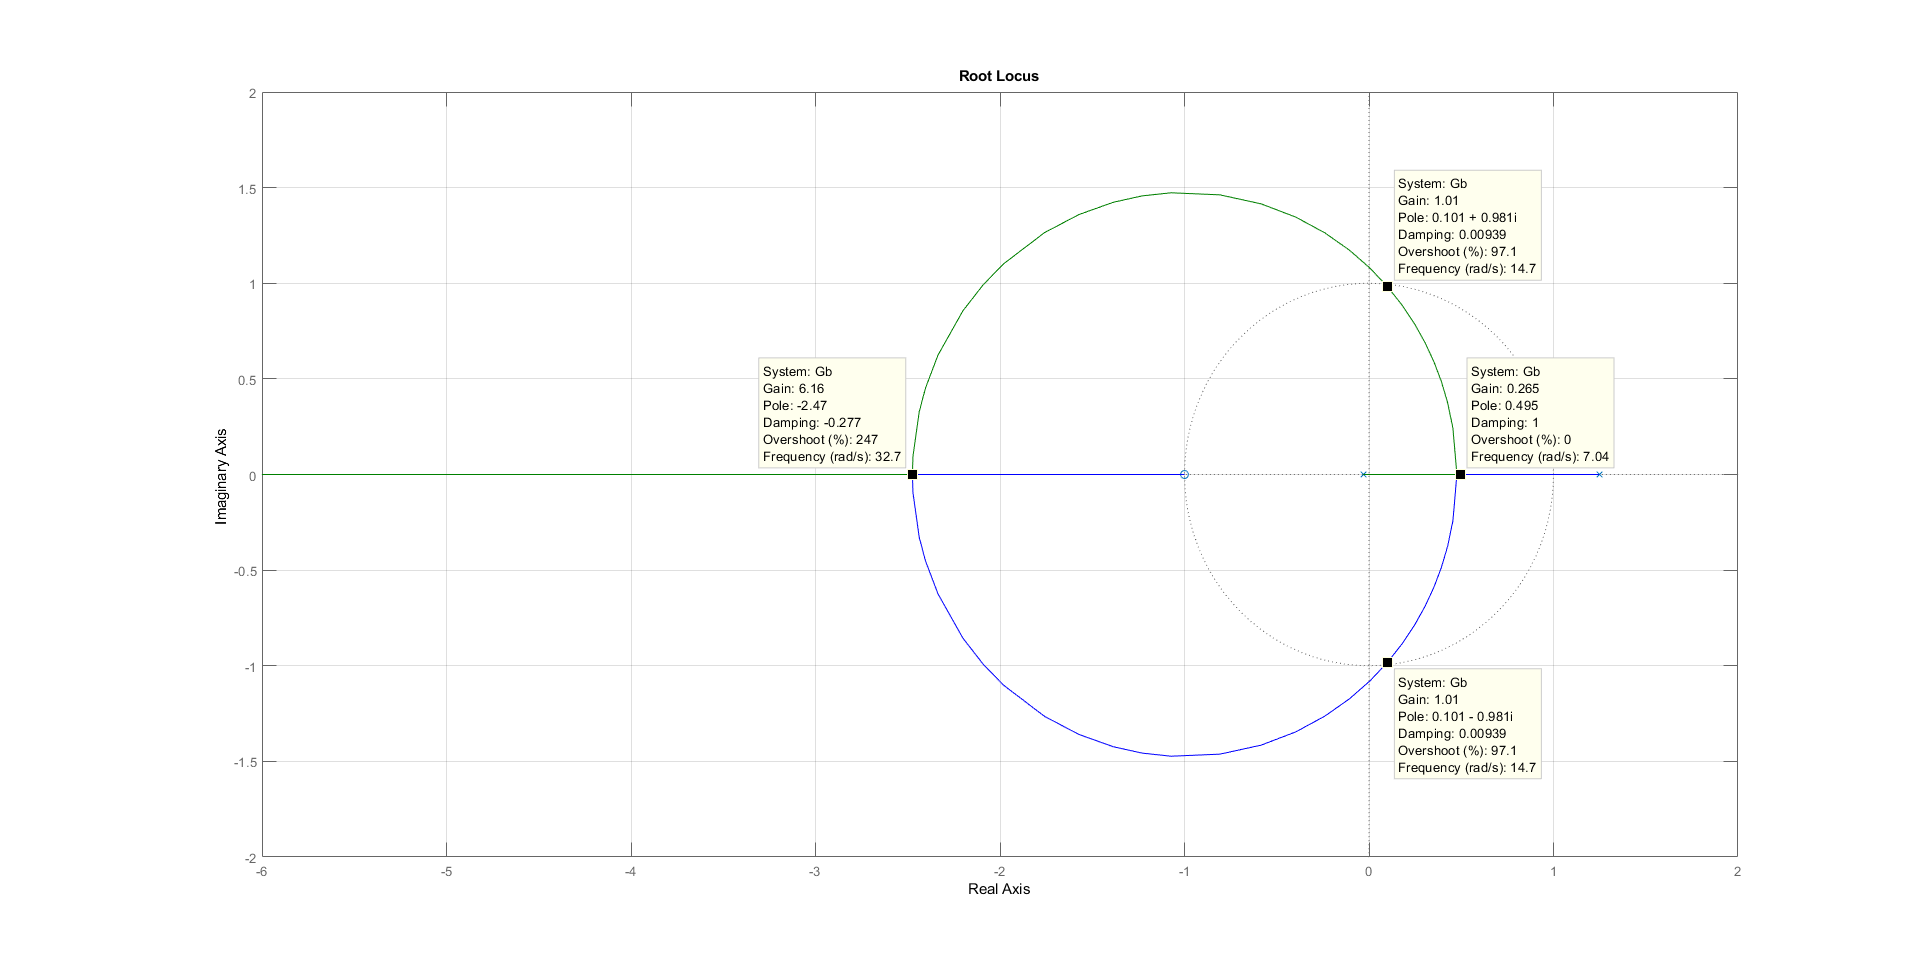 Root Locus
2
1.5
1
0.5
0
-0.5
-1
-1.5
-2
Imaginary Axis
System: Gb
Gain: 1.01
Pole: 0.101 + 0.981i
Damping: 0.00939
Overshoot (%): 97.1
Frequency (rad/s): 14.7
System: Gb
Gain: 6.16
Pole: -2.47
Damping: -0.277
Overshoot (%): 247
Frequency (rad/s): 32.7
System: Gb
Gain: 0.265
Pole: 0.495
Damping: 1
Overshoot (%): 0
Frequency (rad/s): 7.04
System: Gb
Gain: 1.01
Pole: 0.101 - 0.981i
Damping: 0.00939
Overshoot (%): 97.1
Frequency (rad/s): 14.7
-6 -5 -4 -3 -2 -1 0 1 2
Real Axis